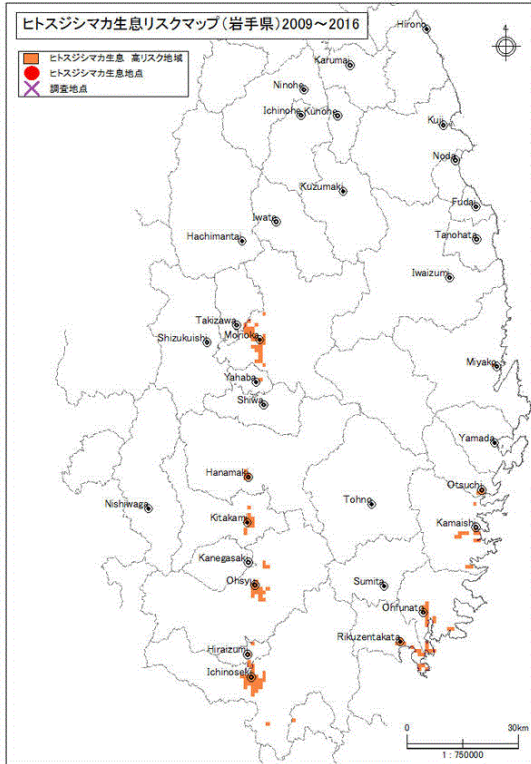 ヒトスジシマカ生息リスクマップ(岩手県)2009～2016
ヒトスジシマカ生息 高リスク地域
ヒトスジシマカ生息地点
調査地点
4
Hirono
Karumai
Ninohe
Ichinohe
Kunohe
Kuji
Noda
Kuzumaki
Fudai
Iwate
Tanohata
Hachimantai
Iwaizumi
Takizawa
Morioka
Shizukuishi
Miyako
Yahaba
Shiwa
Yamada
Hanamaki
Otsuchi
Nishiwaga
Tohno
Kitakami
Kamaishi
Kanegasaki
Ohsyu
Sumita
Ohfunato
Rikuzentakata
Hiraizumi
Ichinoseki
0 30km
1:750000